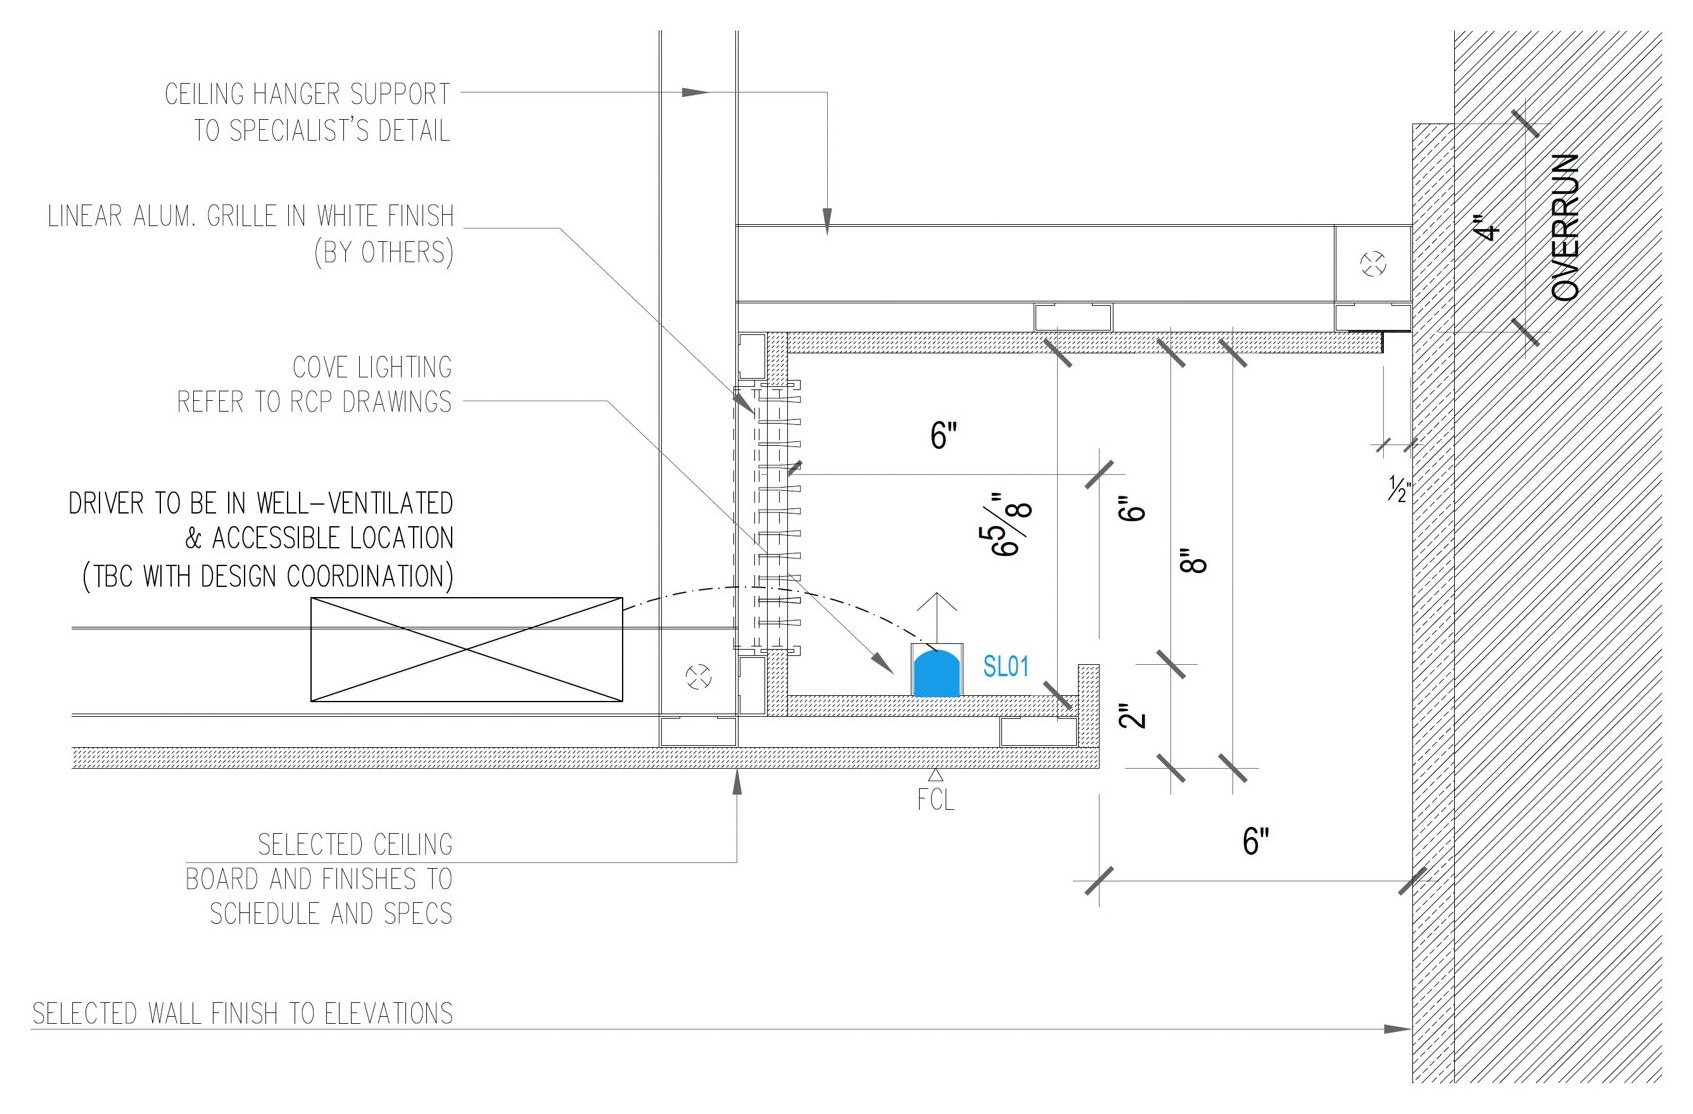 CEILING HANGER SUPPORT
TO SPECIALIST'S DETAIL
LINEAR ALUM. GRILLE IN WHITE FINISH
(BY OTHERS)
COVE LIGHTING
REFER TO RCP DRAWINGS
DRIVER TO BE IN WELL-VENTILATED
& ACCESSIBLE LOCATION
(TBC WITH DESIGN COORDINATION)
SELECTED CEILING
BOARD AND FINISHES TO
SCHEDULE AND SPECS
SELECTED WALL FINISH TO ELEVATIONS
6"
6 5/8"
6"
8"
2"
SL01
FCL
6"
½"
4"
OVERRUN